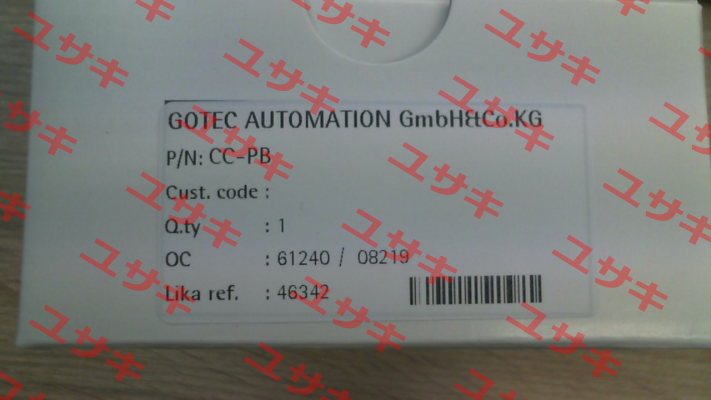 GOTEC AUTOMATION GmbH&Co.KG
P/N: CC-PB
Cust. code :
Q.ty : 1
OC : 61240 / 08219
Lika ref. : 46342
ユサキ